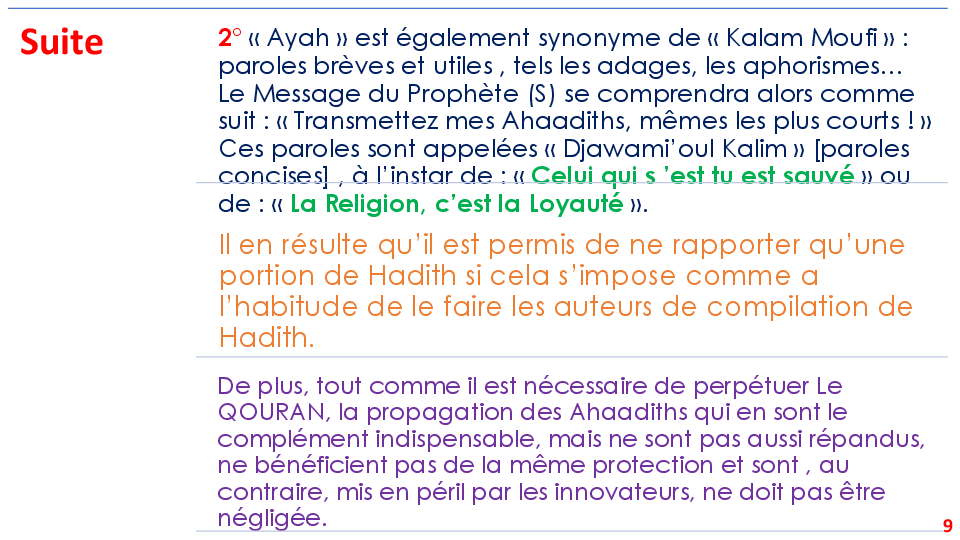 Suite
2° « Ayah » est également synonyme de « Kalam Moufi » :
paroles brèves et utiles , tels les adages, les aphorismes…
Le Message du Prophète (S) se comprendra alors comme
suit : « Transmettez mes Ahaadiths, mêmes les plus courts ! »
Ces paroles sont appelées « Djawami’oul Kalim » [paroles
concises] , à l’instar de : « Celui qui s ’est tu est sauvé » ou
de : « La Religion, c’est la Loyauté ».
Il en résulte qu’il est permis de ne rapporter qu’une
portion de Hadith si cela s’impose comme a
l’habitude de le faire les auteurs de compilation de
Hadith.
De plus, tout comme il est nécessaire de perpétuer Le
QOURAN, la propagation des Ahaadiths qui en sont le
complément indispensable, mais ne sont pas aussi répandus,
ne bénéficient pas de la même protection et sont , au
contraire, mis en péril par les innovateurs, ne doit pas être
négligée.
9